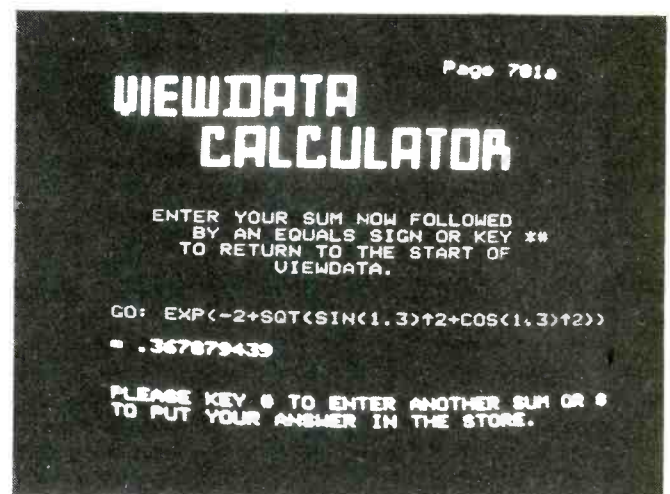 Page 701a
VIEWDATA
CALCULATOR
ENTER YOUR SUM NOW FOLLOWED
BY AN EQUALS SIGN OR KEY *#
TO RETURN TO THE START OF
VIEWDATA.
GO: EXP(-2+SQT(SIN(1.3)↑2+COS(1.3)↑2))
= .367879439
PLEASE KEY TO ENTER ANOTHER SUM OR
TO PUT YOUR ANSWER IN THE STORE.